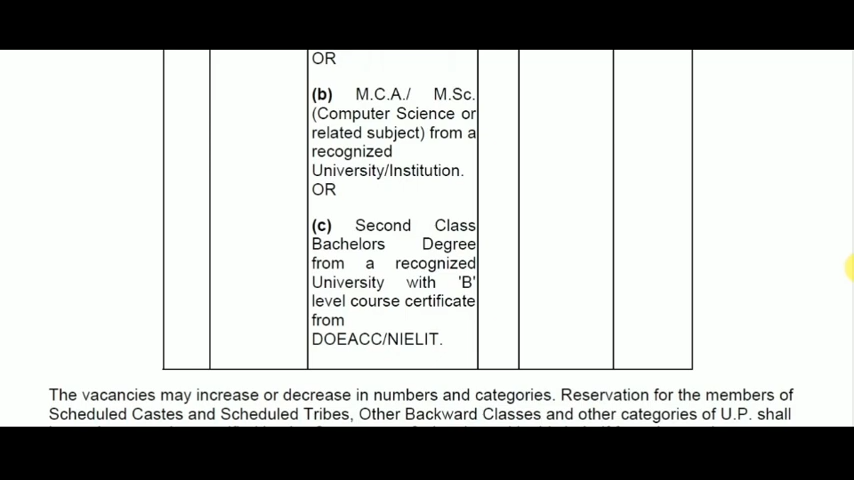 OR
(b) M.C.A./ M.Sc.
(Computer Science or
related subject) from a
recognized
University/Institution.
OR
(c) Second Class
Bachelors Degree
from a recognized
University with 'B'
level course certificate
from
DOEACC/NIELIT.
The vacancies may increase or decrease in numbers and categories. Reservation for the members of
Scheduled Castes and Scheduled Tribes, Other Backward Classes and other categories of U.P. shall